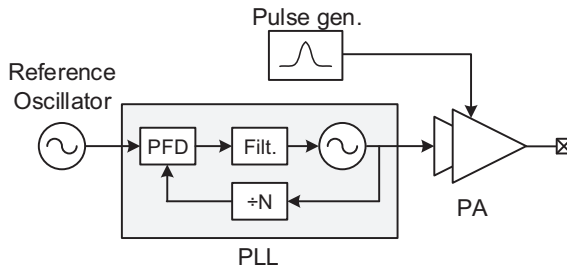 Pulse gen.
Reference
Oscillator
PFD
Filt.
÷N
PA
PLL